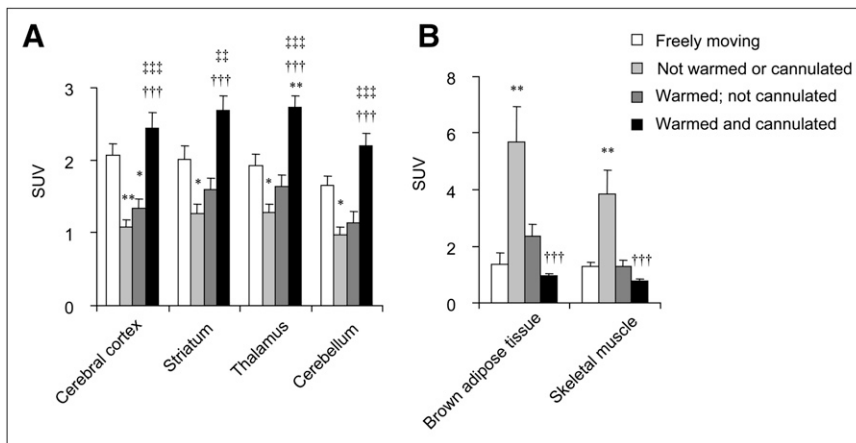 A
SUV
3
2
1
0
‡‡‡
†††
**
*
‡‡
†††
*
‡‡‡
†††
**
*
‡‡‡
†††
*
Cerebral cortex
Striatum
Thalamus
Cerebellum
B
Freely moving
Not warmed or cannulated
Warmed; not cannulated
Warmed and cannulated
SUV
8
6
4
2
0
**
†††
**
†††
Brown adipose tissue
Skeletal muscle